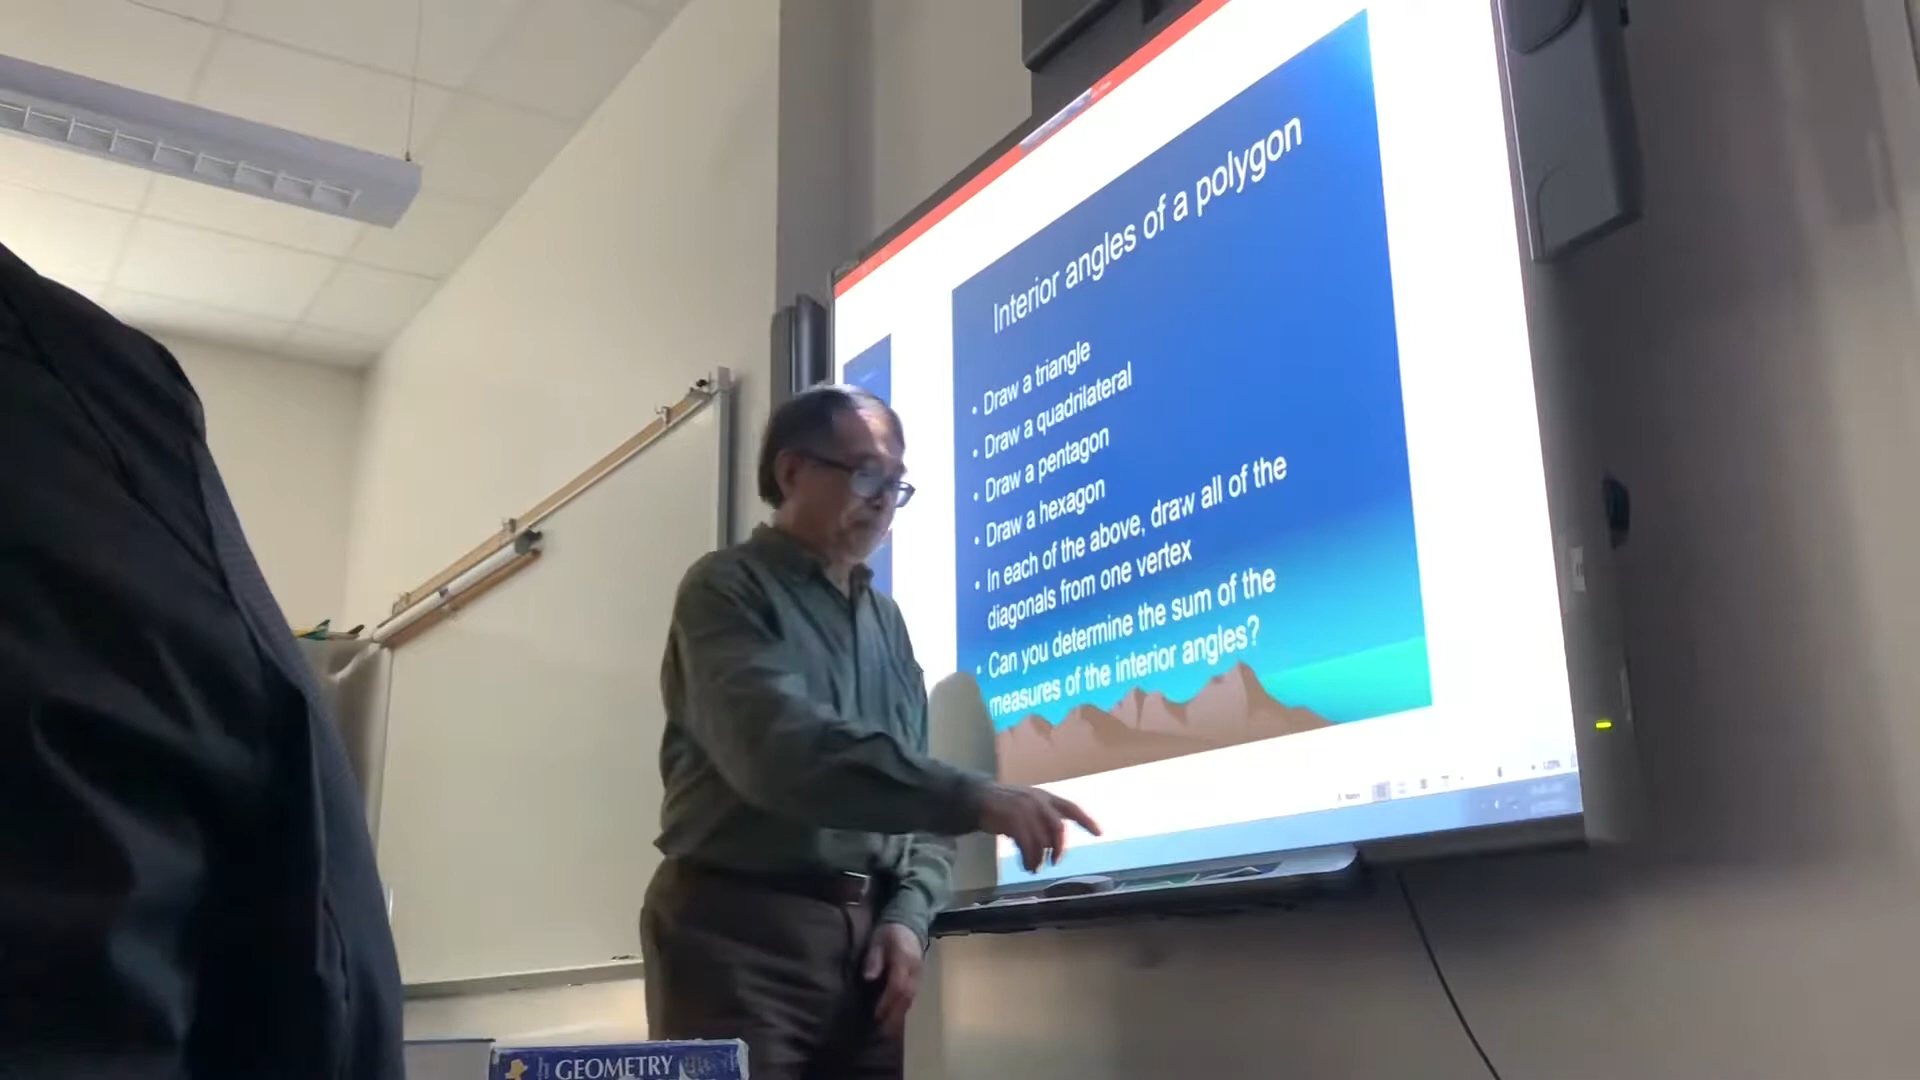 Interior angles of a polygon
• Draw a triangle
• Draw a quadrilateral
• Draw a pentagon
• Draw a hexagon
• In each of the above, draw all of the
diagonals from one vertex
• Can you determine the sum of the
measures of the interior angles?
GEOMETRY